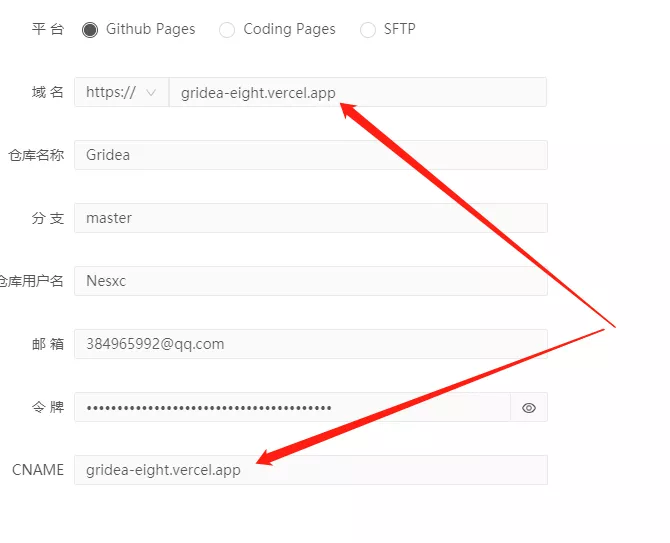 平 台 Github Pages Coding Pages SFTP
域 名 https:// gridea-eight.vercel.app
仓库名称 Gridea
分 支 master
仓库用户名 Nesxc
邮 箱 384965992@qq.com
令 牌 ••••••••••••••••••••••••••••••••••••••••
CNAME gridea-eight.vercel.app